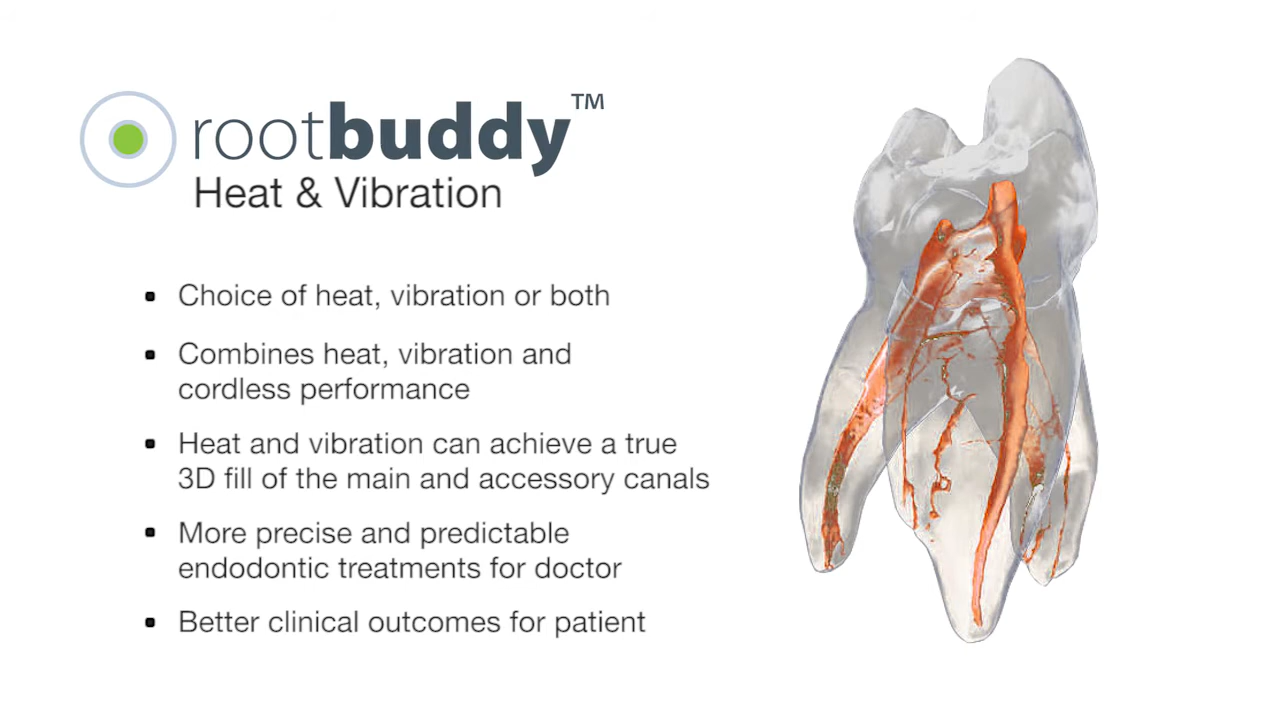 rootbuddy™
Heat & Vibration
▪ Choice of heat, vibration or both
▪ Combines heat, vibration and
cordless performance
▪ Heat and vibration can achieve a true
3D fill of the main and accessory canals
▪ More precise and predictable
endodontic treatments for doctor
▪ Better clinical outcomes for patient